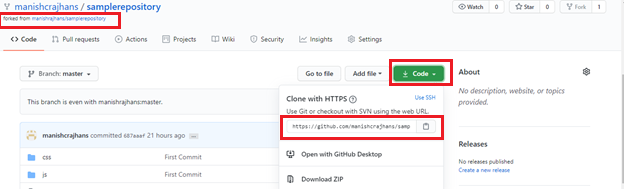 manishcrajhans / samplerepository
forked from manishrajhans/samplerepository
Watch 0
Star 0
Fork 1
Code Pull requests Actions Projects Wiki Security Insights Settings
Branch: master
Go to file Add file Code
This branch is even with manishrajhans:master.
manishcrajhans committed 687aaef 21 hours ago
css First Commit
js First Commit
Clone with HTTPS
Use SSH
Use Git or checkout with SVN using the web URL.
https://github.com/manishcrajhans/samp
Open with GitHub Desktop
Download ZIP
About
No description, website, or topics
provided.
Releases
No releases published
Create a new release